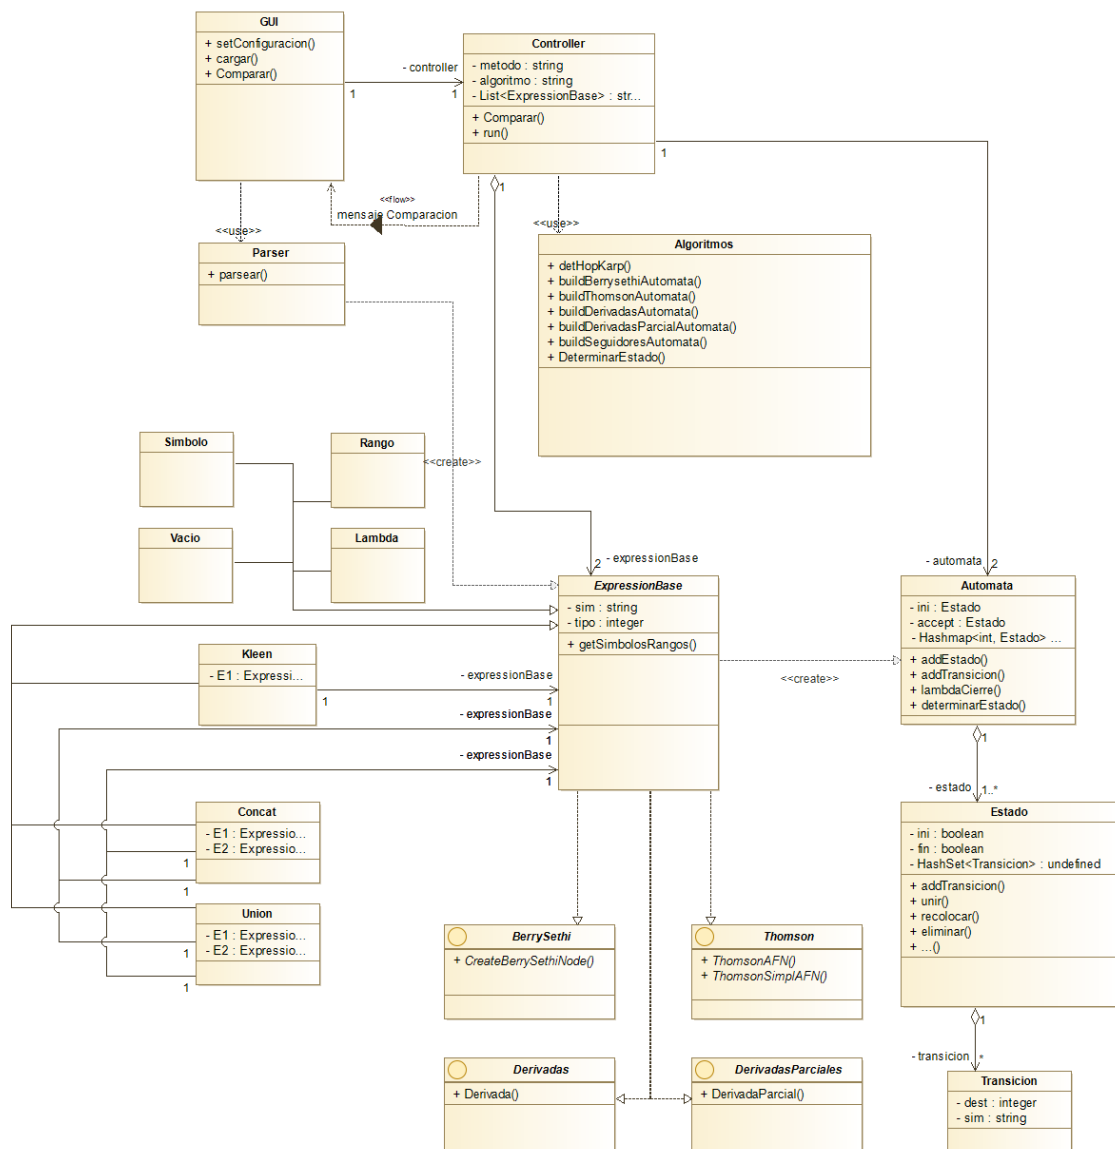 GUI
+ setConfiguracion()
+ cargar()
+ Comparar()
- controller
1
1
Controller
- metodo : string
- algoritmo : string
- List<ExpressionBase> : str...
+ Comparar()
+ run()
1
1
<<flow>>
mensaje Comparacion
<<use>>
<<use>>
Parser
+ parsear()
Algoritmos
+ detHopKarp()
+ buildBerrysethiAutomata()
+ buildThomsonAutomata()
+ buildDerivadasAutomata()
+ buildDerivadasParcialAutomata()
+ buildSeguidoresAutomata()
+ DeterminarEstado()
Simbolo
Rango
<<create>>
Vacio
Lambda
- expressionBase
2
- automata
2
ExpressionBase
- sim : string
- tipo : integer
+ getSimbolosRangos()
Automata
- ini : Estado
- accept : Estado
- Hashmap<int, Estado> ...
+ addEstado()
+ addTransicion()
+ lambdaCierre()
+ determinarEstado()
<<create>>
Kleen
- E1 : Expressi...
1
- expressionBase
1
- expressionBase
1
- expressionBase
1
1
- estado
1..*
Concat
- E1 : Expressio...
- E2 : Expressio...
1
1
Union
- E1 : Expressio...
- E2 : Expressio...
1
1
Estado
- ini : boolean
- fin : boolean
- HashSet<Transicion> : undefined
+ addTransicion()
+ unir()
+ recolocar()
+ eliminar()
+ ...()
BerrySethi
+ CreateBerrySethiNode()
Thomson
+ ThomsonAFN()
+ ThomsonSimplAFN()
1
- transicion
*
Derivadas
+ Derivada()
DerivadasParciales
+ DerivadaParcial()
Transicion
- dest : integer
- sim : string